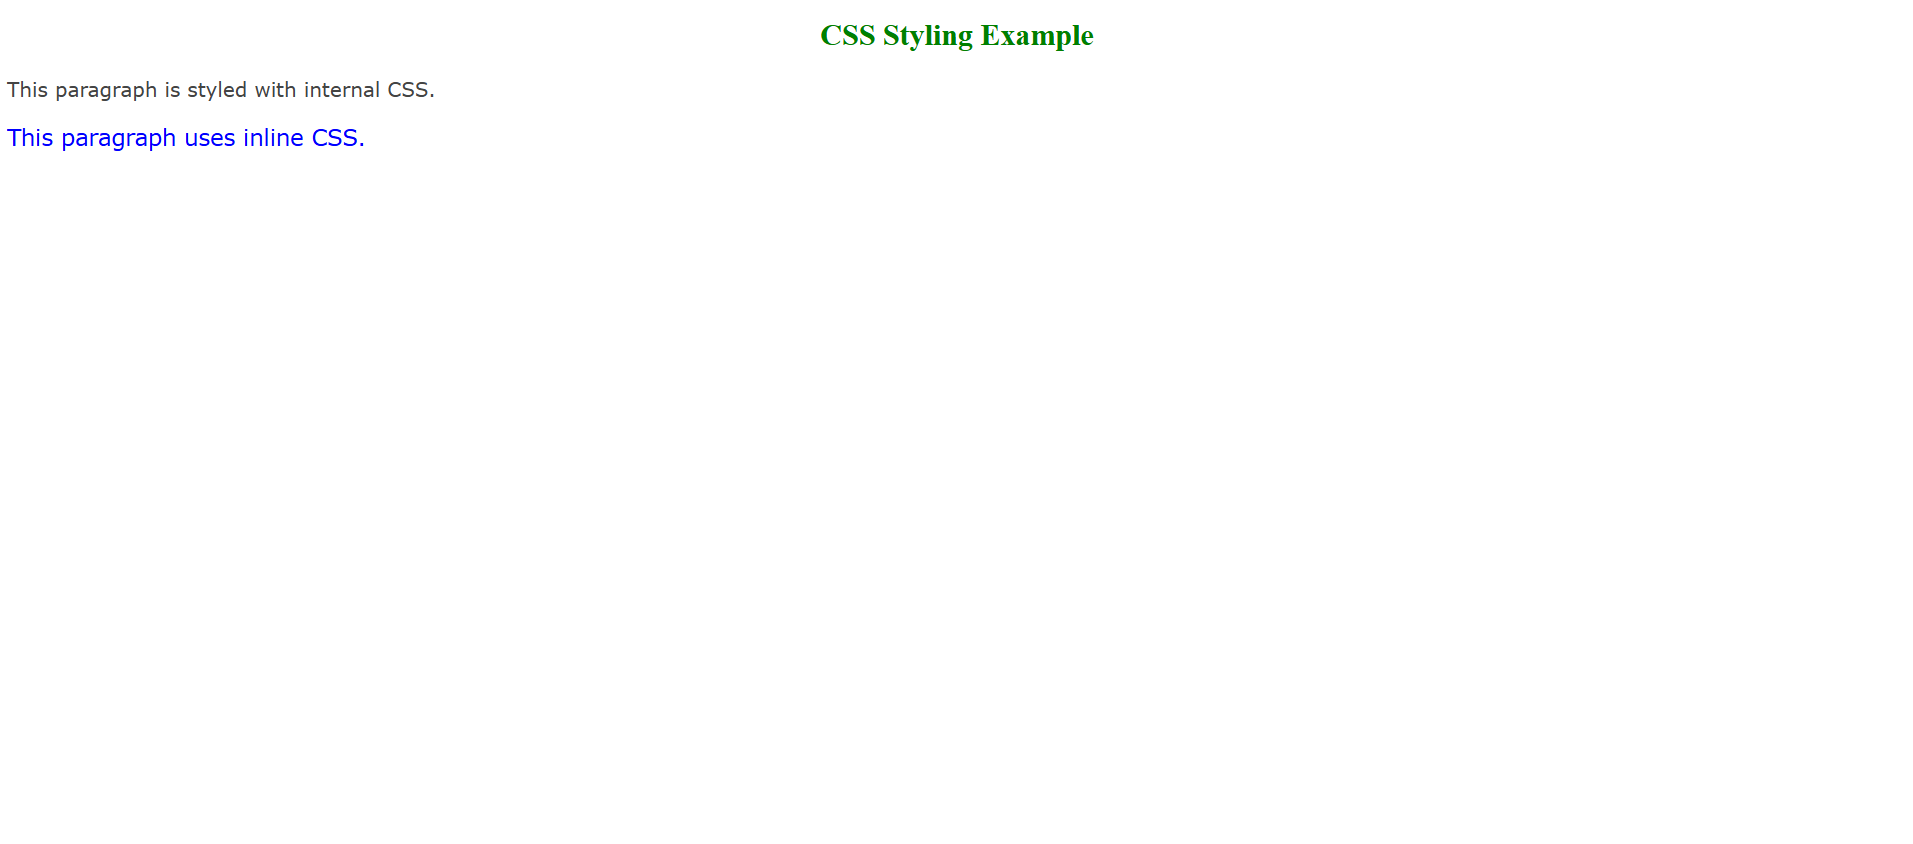 CSS Styling Example
This paragraph is styled with internal CSS.
This paragraph uses inline CSS.